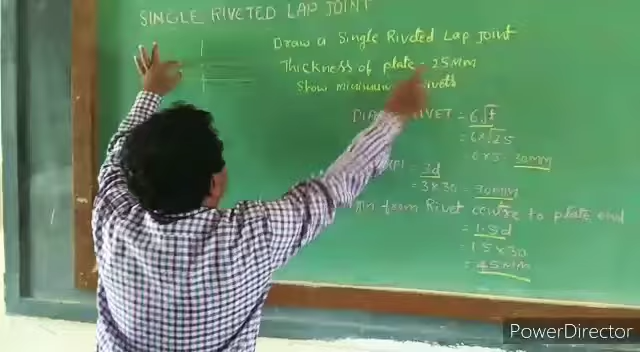 SINGLE RIVETED LAP JOINT
Draw a Single Riveted Lap Joint
Thickness of plate = 25MM
Show minimum
DIA RIVET = 6√t
= 6×√25
6×5 = 30MM
= 3d
= 3×30 = 90MM
from Rivet centre to plate end
= 1.5d
= 1.5×30
= 45MM
PowerDirector